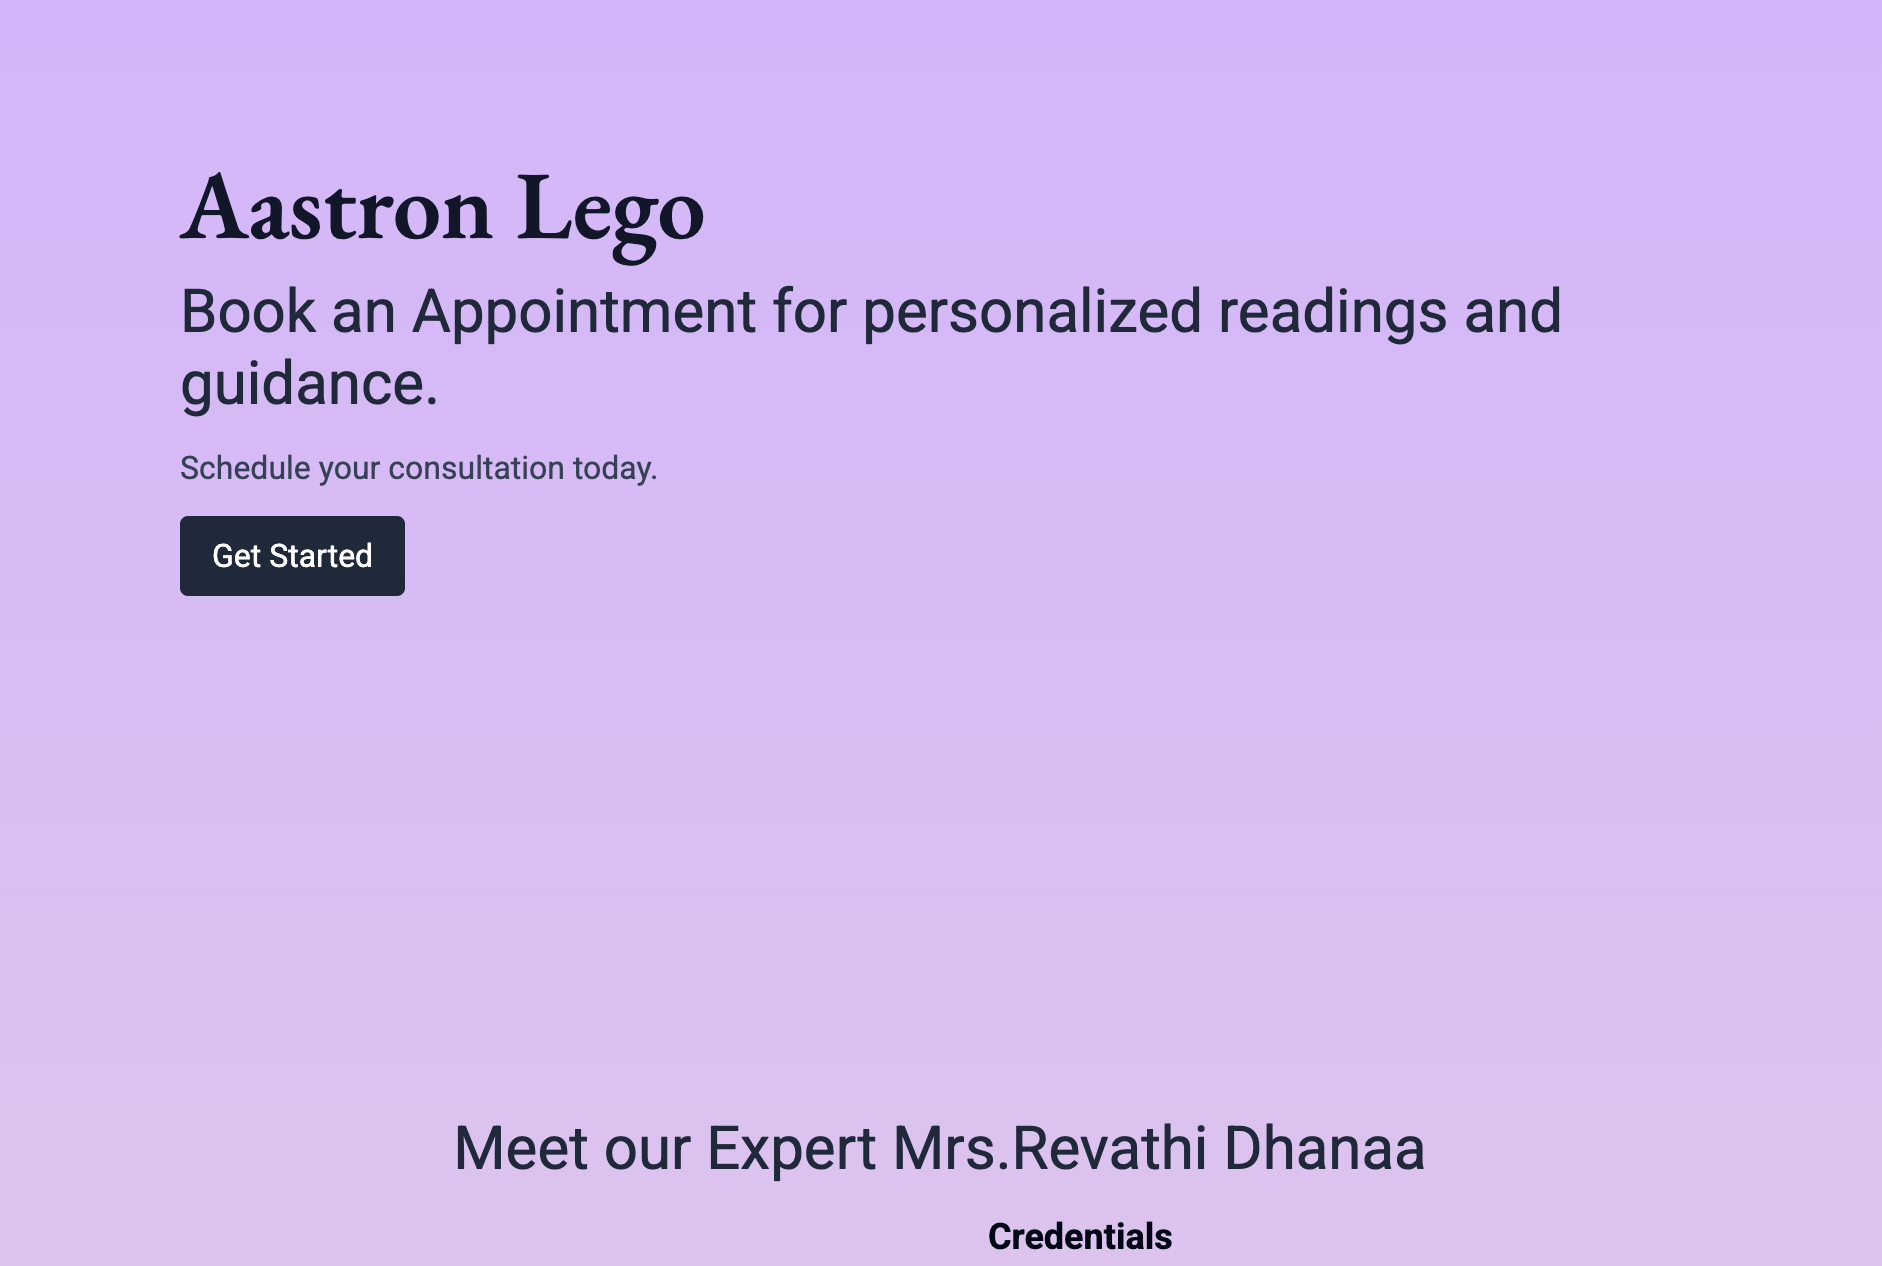 Aastron Lego
Book an Appointment for personalized readings and
guidance.
Schedule your consultation today.
Get Started
Meet our Expert Mrs.Revathi Dhanaa
Credentials